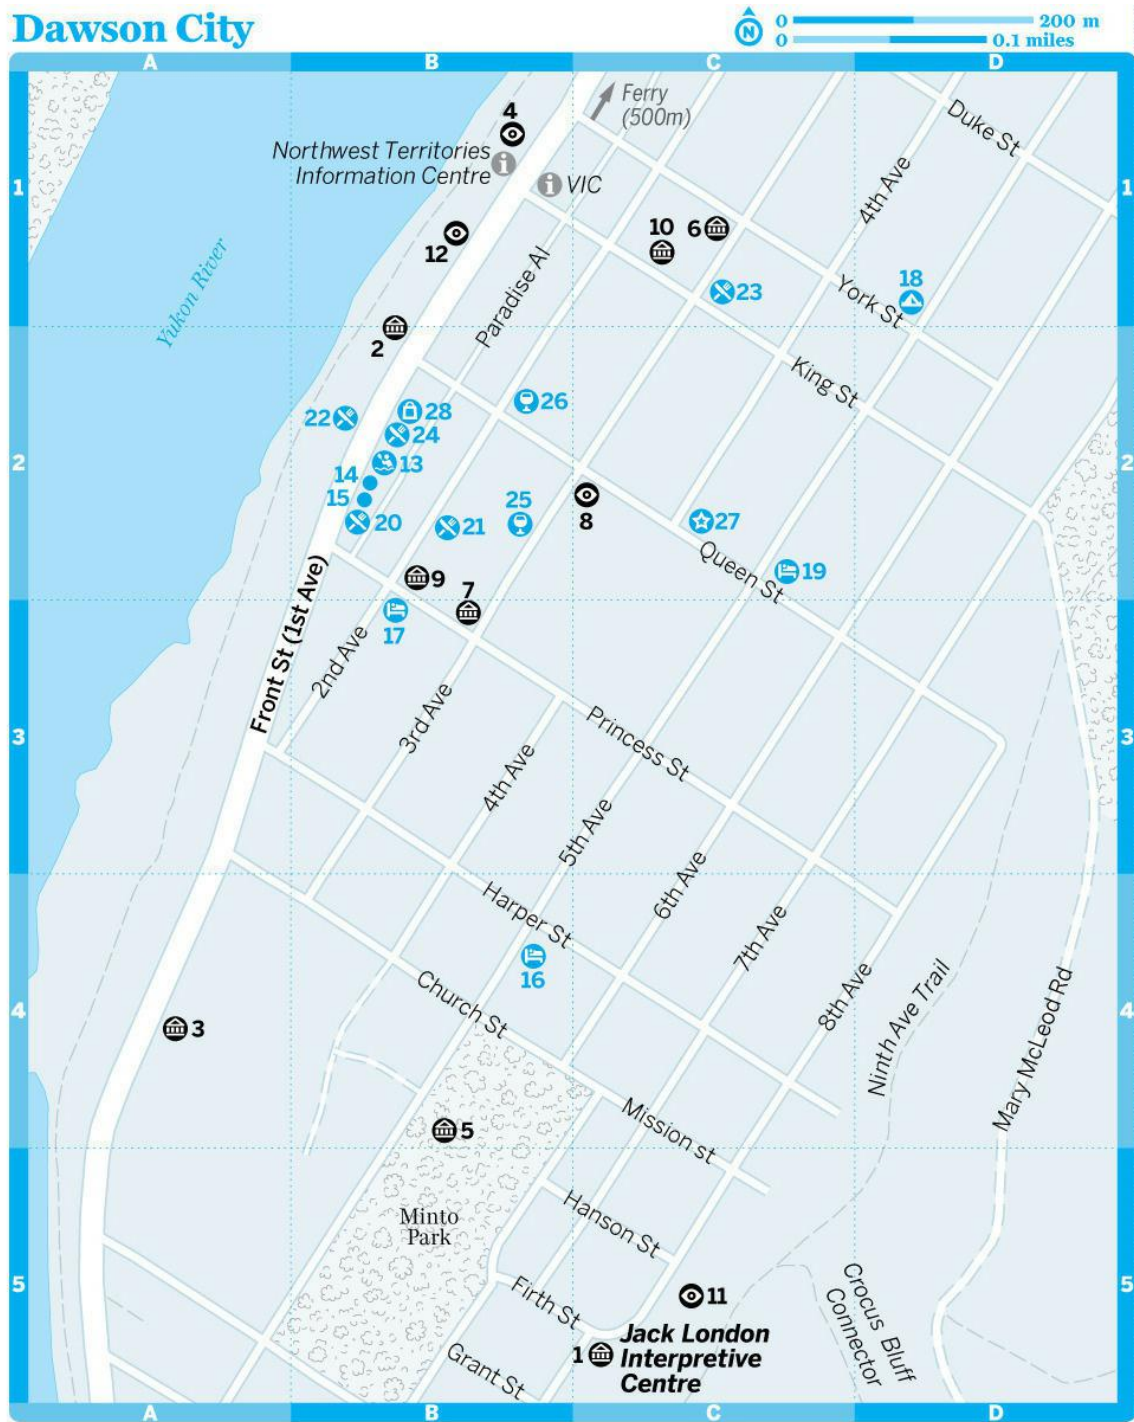 Dawson City
N
0 200 m
0 0.1 miles
A B C D
Ferry
(500m)
4
Duke St
Northwest Territories
Information Centre
i
i VIC
4th Ave
1 1
10 6
12
Yukon River
Paradise Al
23
18
York St
2
King St
22
28
26
24
13
2 2
14
15
25
20
21
8
27
Queen St
19
9
7
17
Front St (1st Ave)
2nd Ave
3rd Ave
Princess St
3 3
4th Ave
5th Ave
6th Ave
Harper St
7th Ave
16
8th Ave
Church St
Ninth Ave Trail
Mary McLeod Rd
4 4
3
5
Mission st
Minto
Park
Hanson St
5 5
11
Firth St
Crocus Bluff
Connector
1 Jack London
Interpretive
Centre
Grant St
A B C D